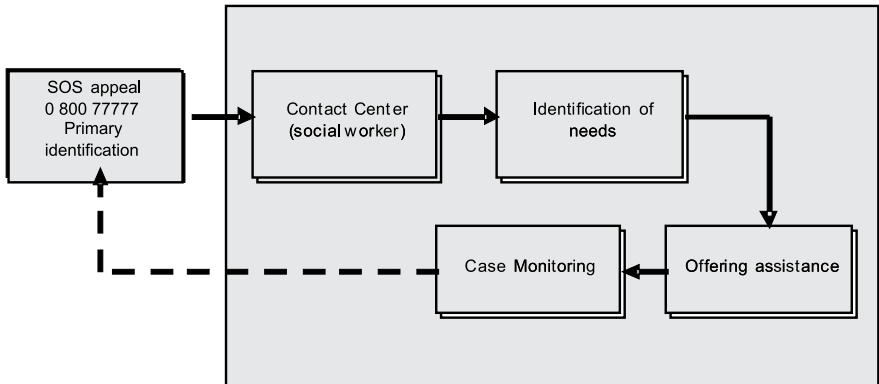 SOS appeal
0 800 77777
Primary
identification
Contact Center
(social worker)
Identification of
needs
Case Monitoring
Offering assistance